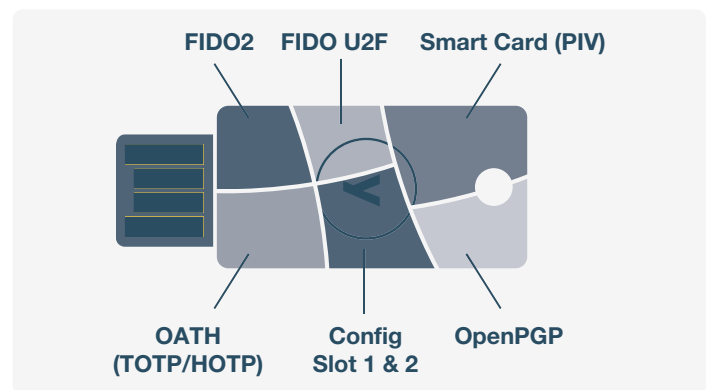 FIDO2 FIDO U2F Smart Card (PIV)
Y
OATH Config OpenPGP
(TOTP/HOTP) Slot 1 & 2